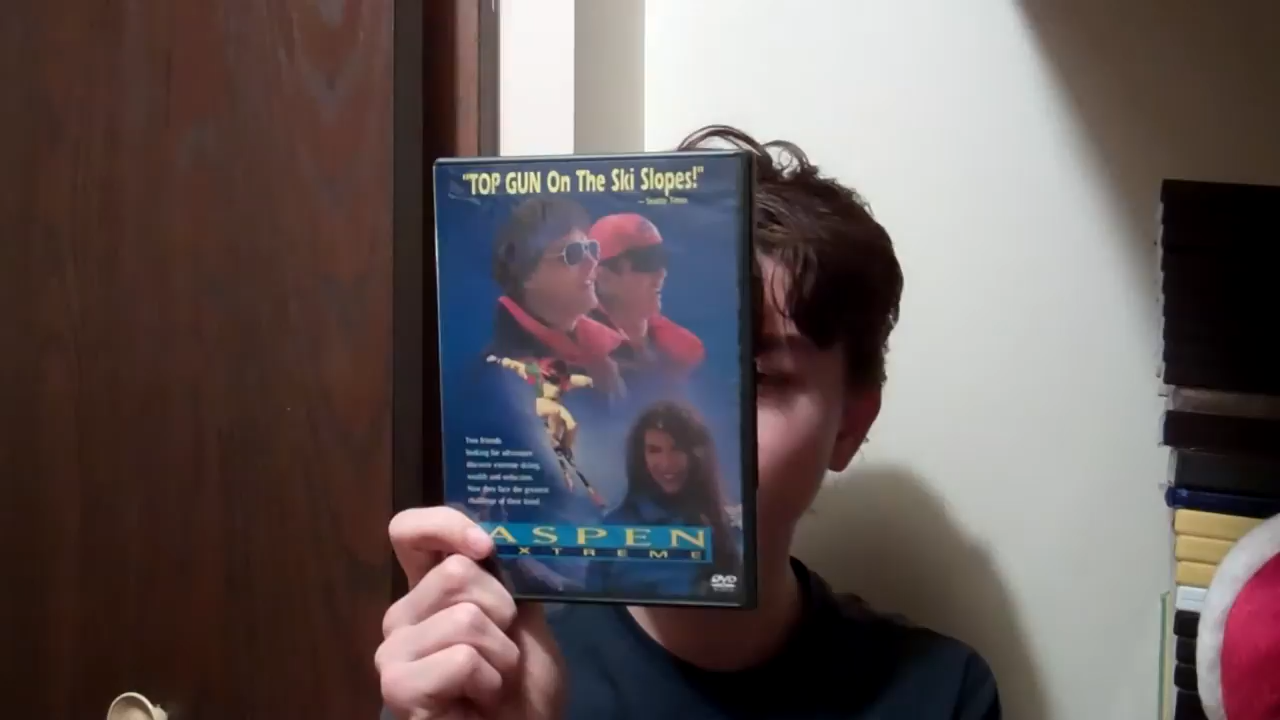 "TOP GUN On The Ski Slopes!"
— Seattle Times
Two friends
looking for adventure
discover extreme skiing,
wealth and seduction.
Now they face the greatest
challenge of their lives!
ASPEN
XTREME
DVD